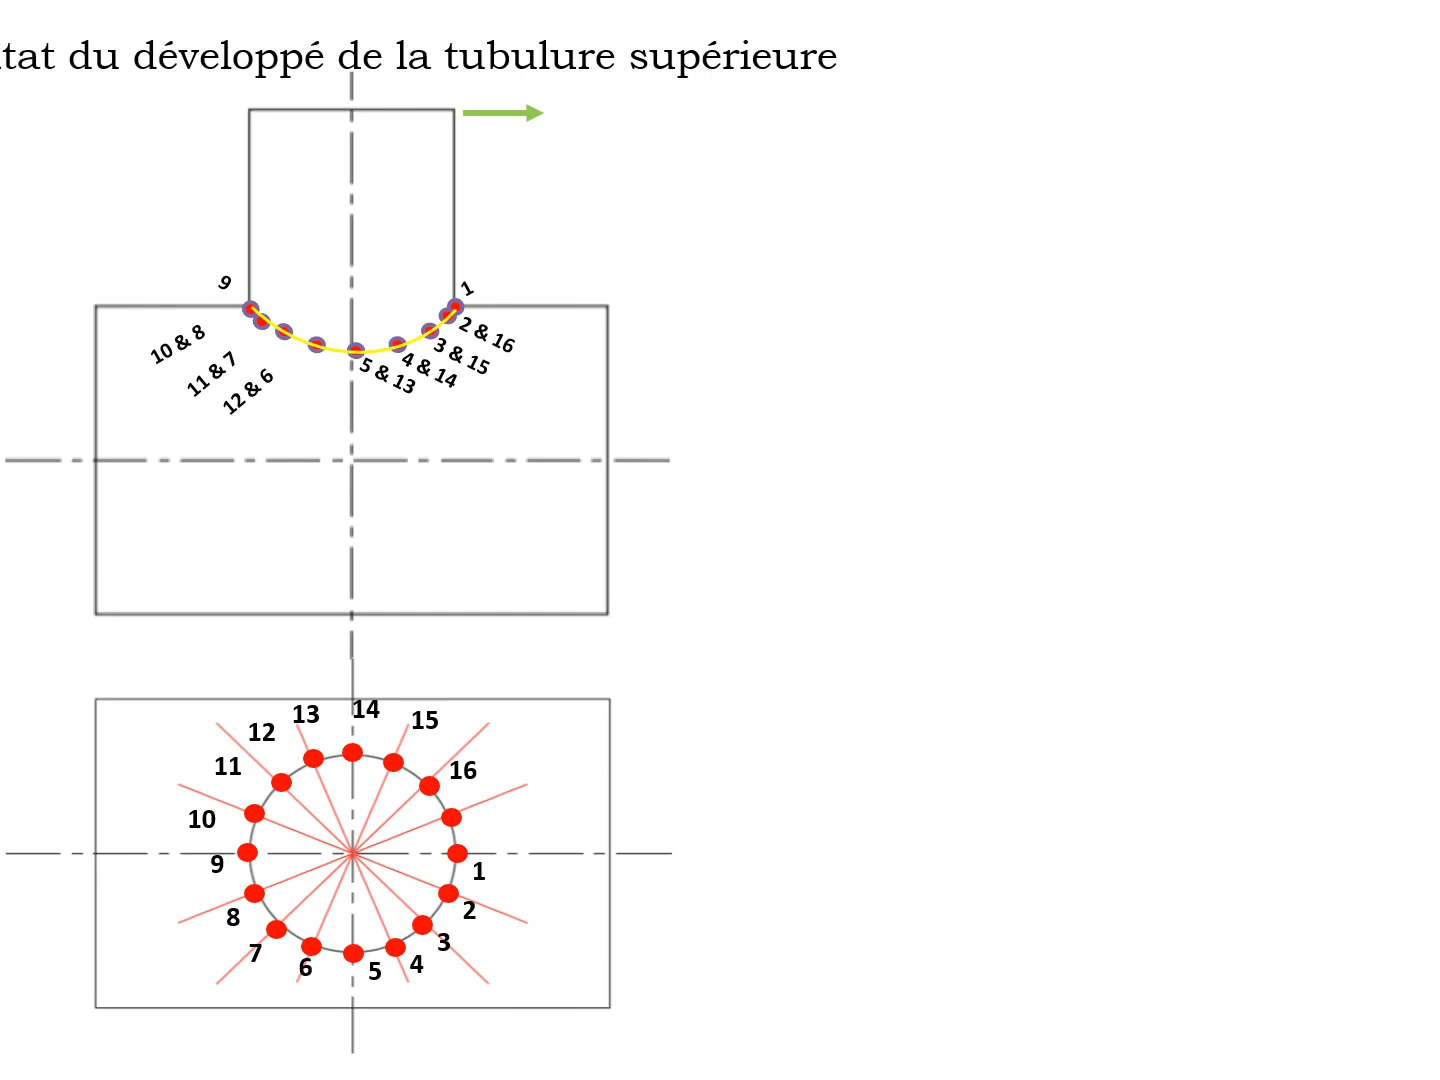 tat du développé de la tubulure supérieure
9
1
10 & 8
2 & 16
11 & 7
3 & 15
12 & 6
4 & 14
5 & 13
13
14
15
12
11
16
10
9
1
8
2
7
3
6
5
4